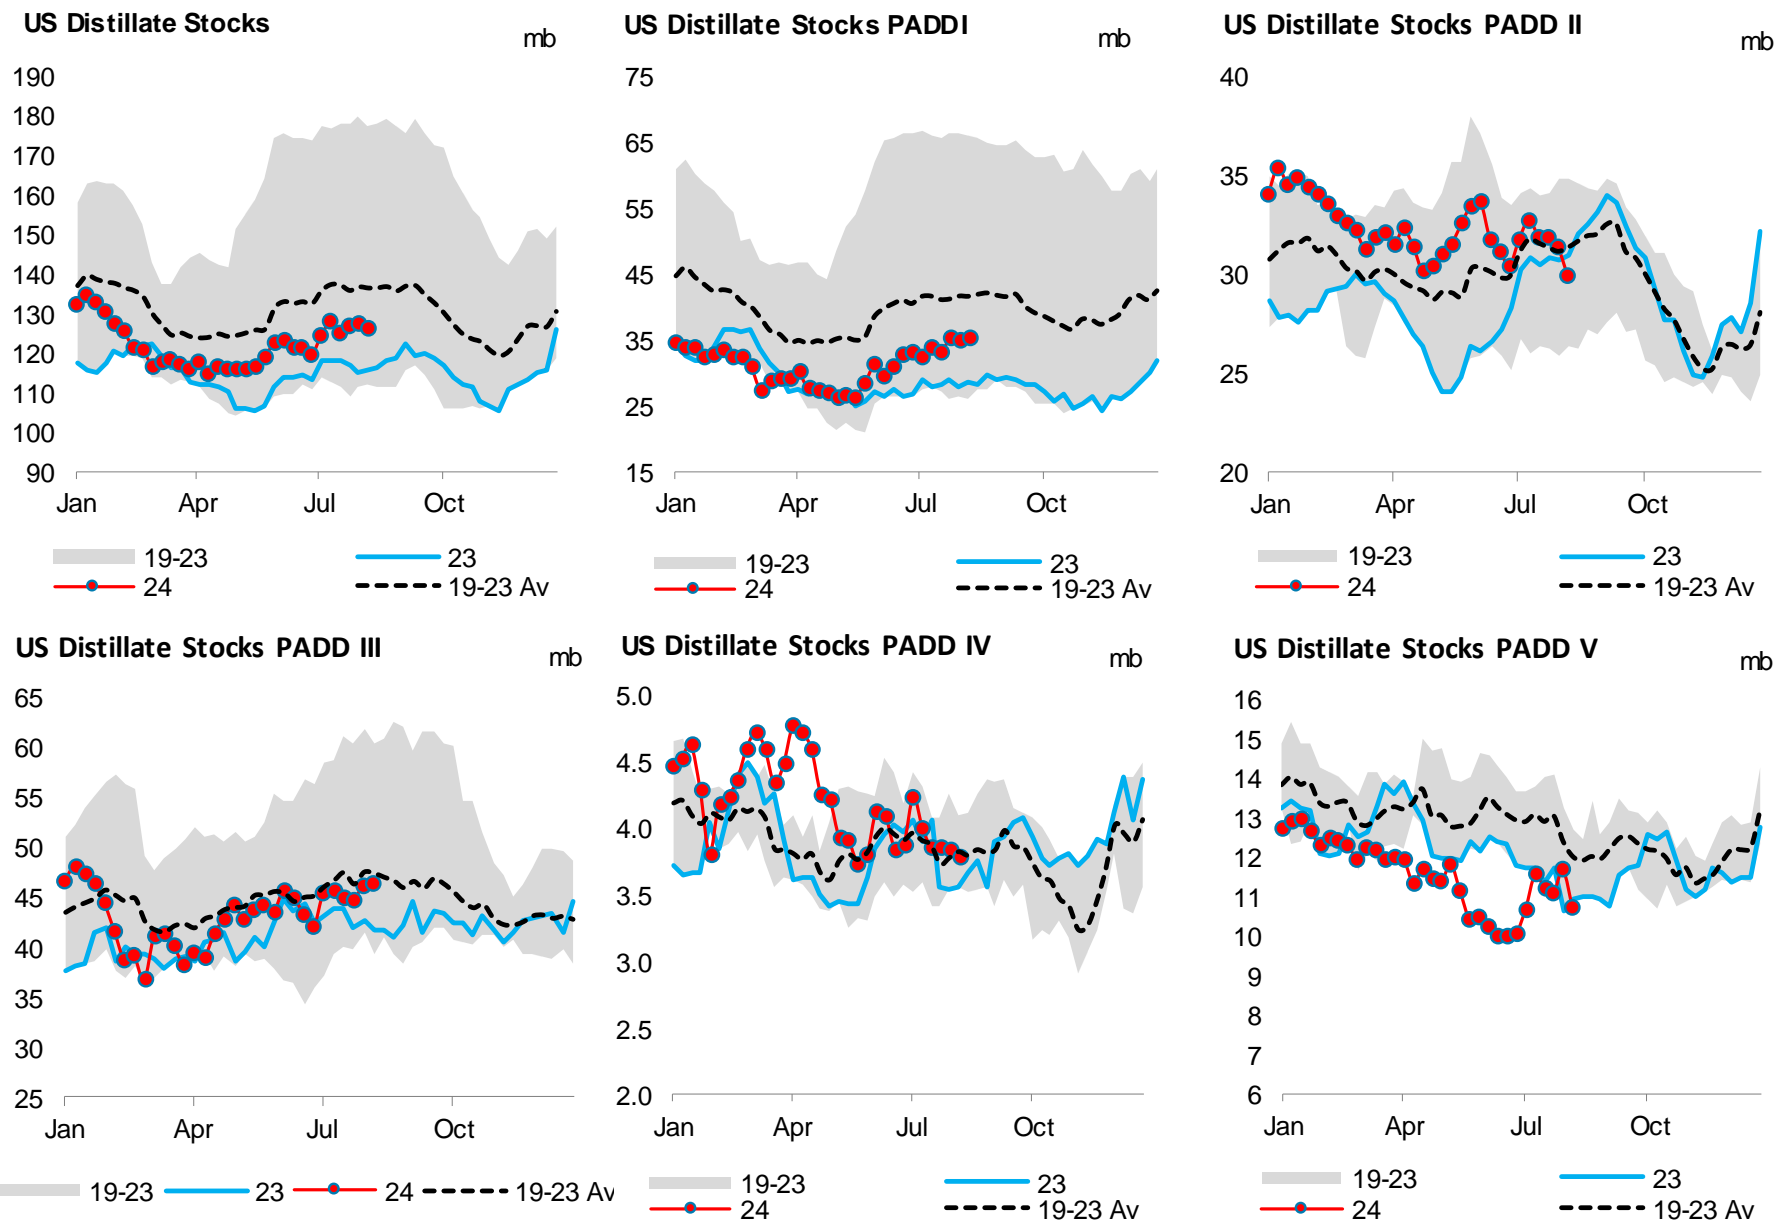 US Distillate Stocks
mb
190
180
170
160
150
140
130
120
110
100
90
Jan Apr Jul Oct
19-23 23
24 19-23 Av
US Distillate Stocks PADD I
mb
75
65
55
45
35
25
15
Jan Apr Jul Oct
19-23 23
24 19-23 Av
US Distillate Stocks PADD II
mb
40
35
30
25
20
Jan Apr Jul Oct
19-23 23
24 19-23 Av
US Distillate Stocks PADD III
mb
65
60
55
50
45
40
35
30
25
Jan Apr Jul Oct
19-23 23 24 19-23 Av
US Distillate Stocks PADD IV
mb
5.0
4.5
4.0
3.5
3.0
2.5
2.0
Jan Apr Jul Oct
19-23 23
24 19-23 Av
US Distillate Stocks PADD V
mb
16
15
14
13
12
11
10
9
8
7
6
Jan Apr Jul Oct
19-23 23
24 19-23 Av